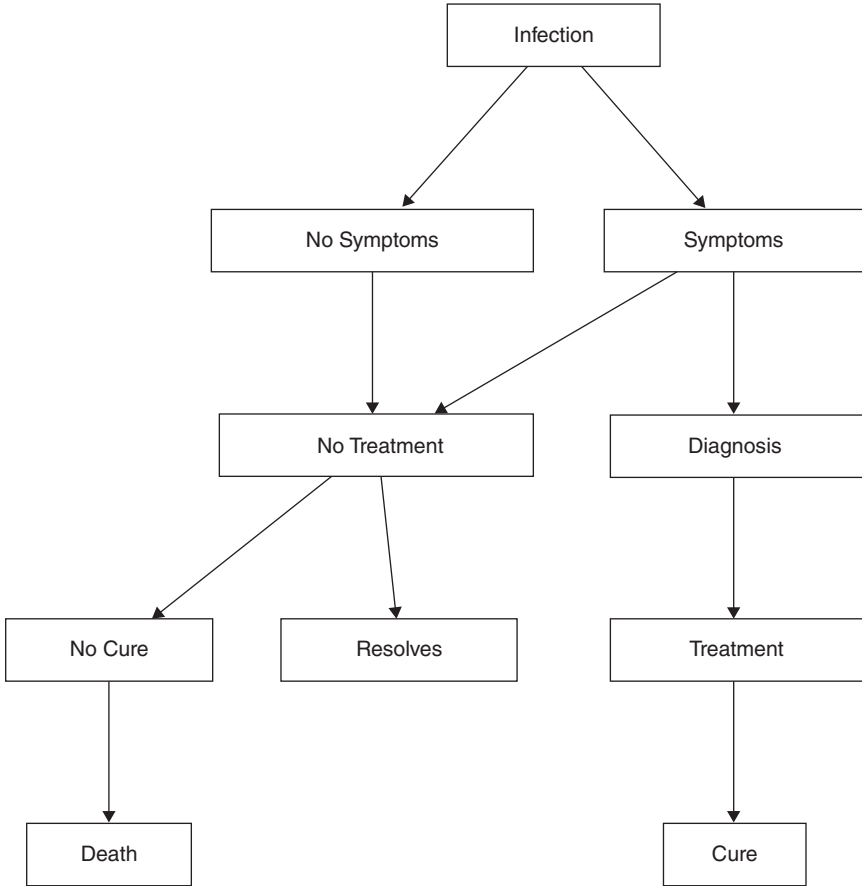 Infection
No Symptoms
Symptoms
No Treatment
Diagnosis
No Cure
Resolves
Treatment
Death
Cure